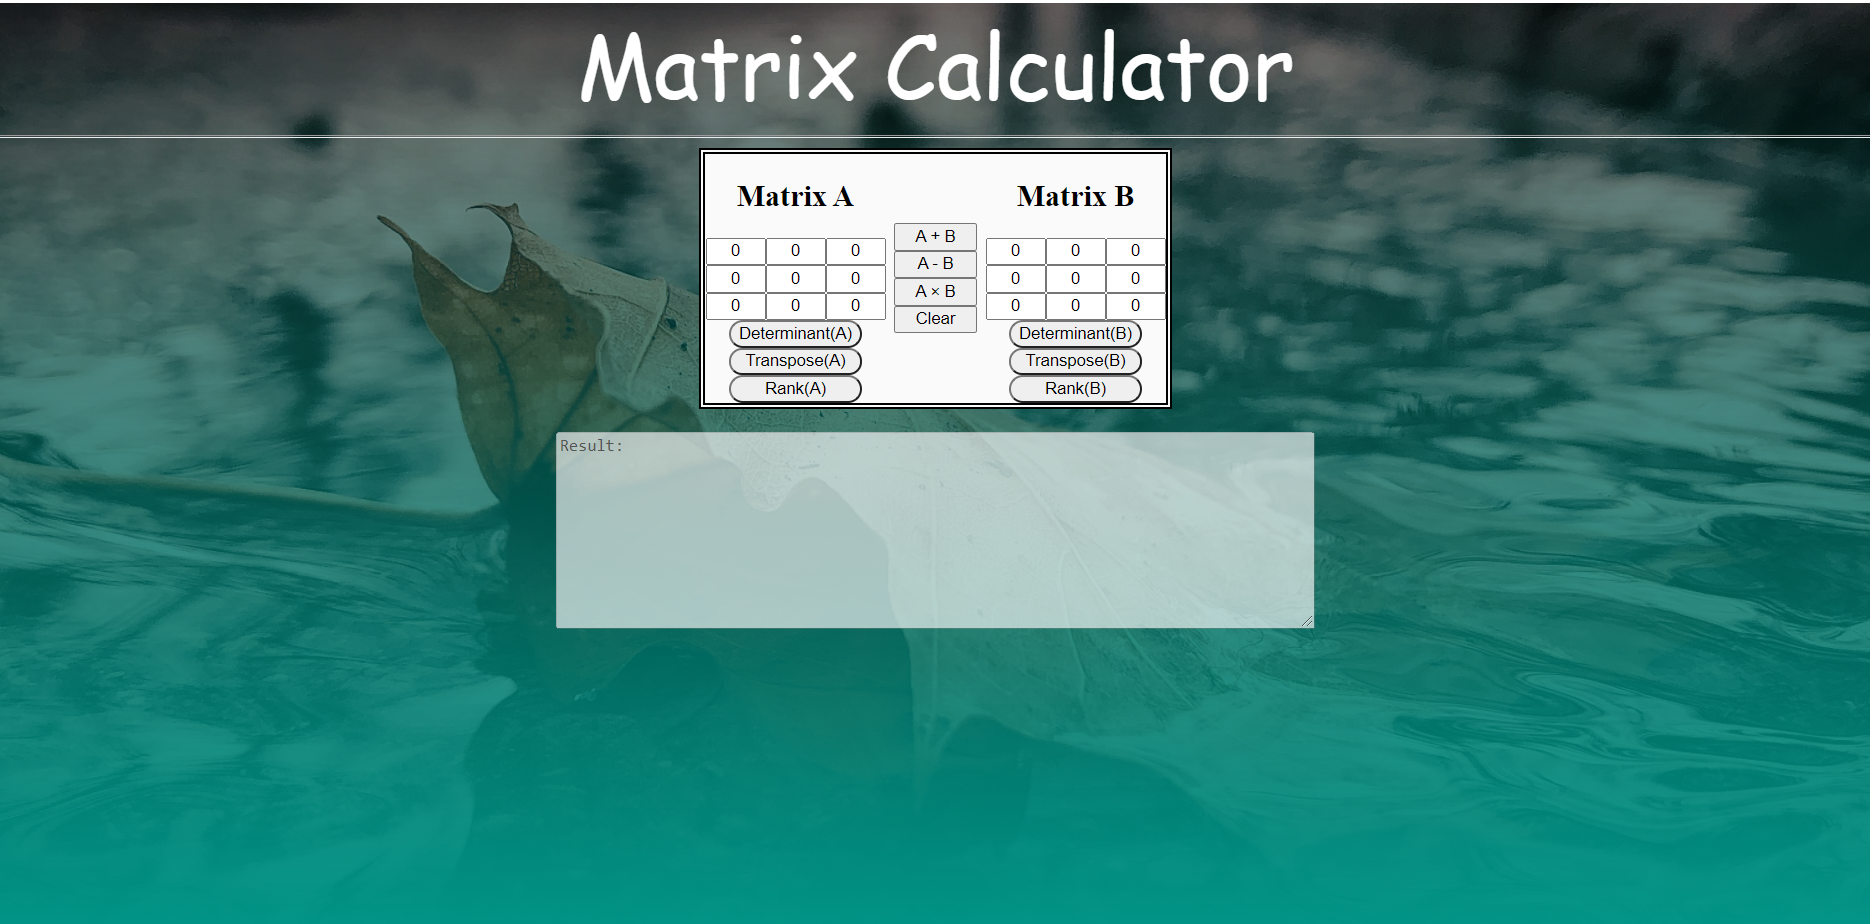 Matrix Calculator
Matrix A
0 0 0
0 0 0
0 0 0
Determinant(A)
Transpose(A)
Rank(A)
A + B
A - B
A × B
Clear
Matrix B
0 0 0
0 0 0
0 0 0
Determinant(B)
Transpose(B)
Rank(B)
Result: